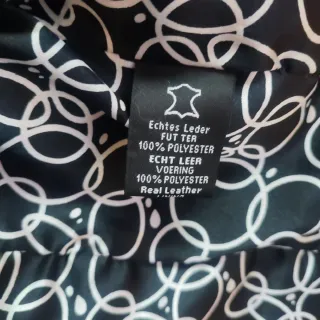 Echtes Leder
FUTTER
100% POLYESTER
ECHT LEER
VOERING
100% POLYESTER
Real Leather